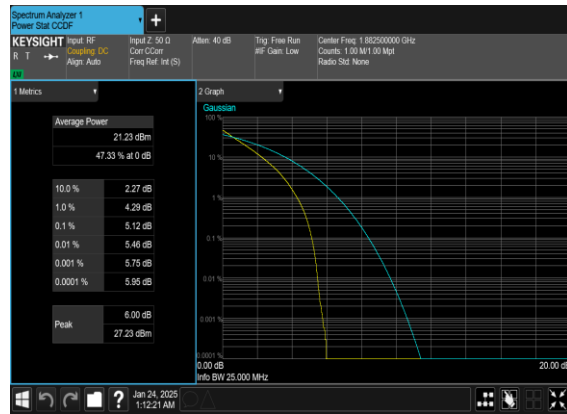 Spectrum Analyzer 1
Power Stat CCDF
+
KEYSIGHT
R T
LXI
Input: RF
Coupling: DC
Align: Auto
Input Z: 50 Ω
Corr CCorr
Freq Ref: Int (S)
Atten: 40 dB
Trig: Free Run
#IF Gain: Low
Center Freq: 1.882500000 GHz
Counts: 1.00 M/1.00 Mpt
Radio Std: None
1 Metrics
Average Power
21.23 dBm
47.33 % at 0 dB
10.0 % 2.27 dB
1.0 % 4.29 dB
0.1 % 5.12 dB
0.01 % 5.46 dB
0.001 % 5.75 dB
0.0001 % 5.95 dB
Peak
6.00 dB
27.23 dBm
2 Graph
Gaussian
100 %
10 %
1 %
0.1 %
0.01 %
0.001 %
0.0001 %
0.00 dB
20.00 dB
Info BW 25.000 MHz
?
Jan 24, 2025
1:12:21 AM